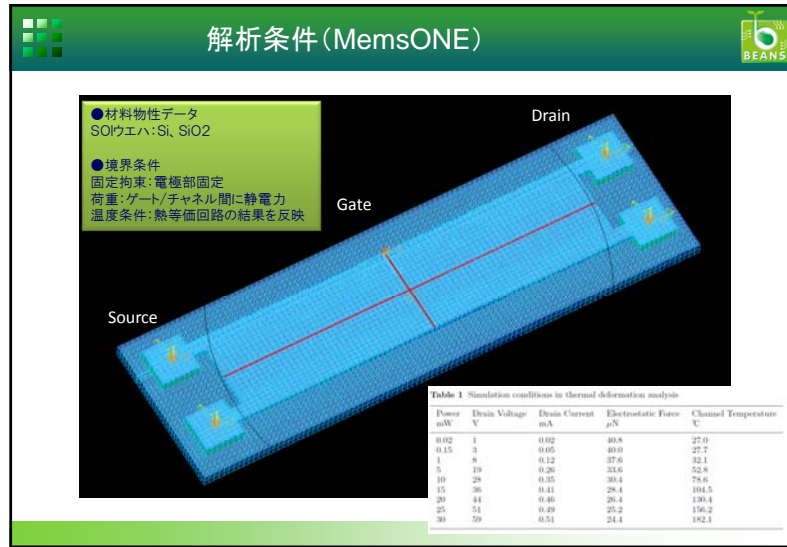 解析条件(MemsONE)
BEANS
●材料物性データ
SOIウエハ:Si、SiO2
●境界条件
固定拘束:電極部固定
荷重:ゲート/チャネル間に静電力
温度条件:熱等価回路の結果を反映
Drain
Gate
Source
Table 1 Simulation conditions in thermal deformation analysis
Power Drain Voltage Drain Current Electrostatic Force Channel Temperature
mW V mA μN ℃
0.02 1 0.02 40.8 27.0
0.15 3 0.05 40.0 27.7
1 8 0.12 37.6 32.1
5 19 0.26 33.6 52.8
10 28 0.35 30.4 78.6
15 36 0.41 28.4 104.5
20 44 0.46 26.4 130.4
25 51 0.49 25.2 156.2
30 59 0.51 24.4 182.1